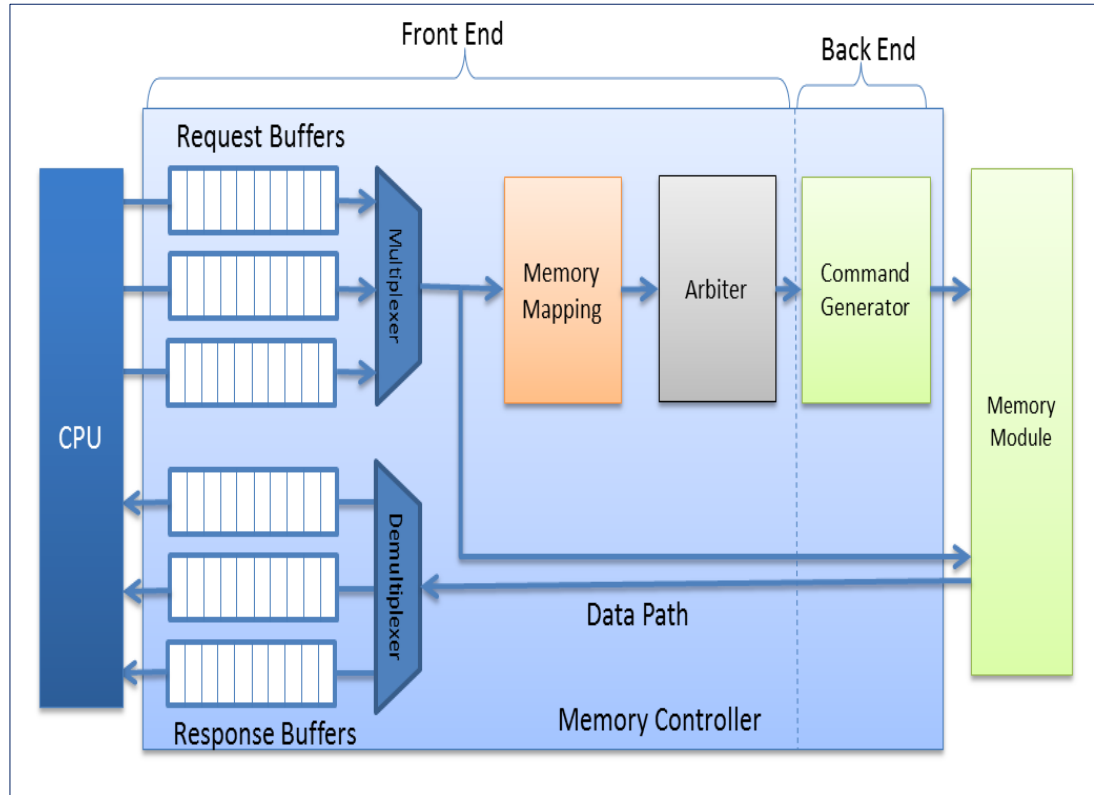 Front End
Back End
Request Buffers
Multiplexer
Memory
Mapping
Arbiter
Command
Generator
CPU
Memory
Module
Demultiplexer
Data Path
Memory Controller
Response Buffers